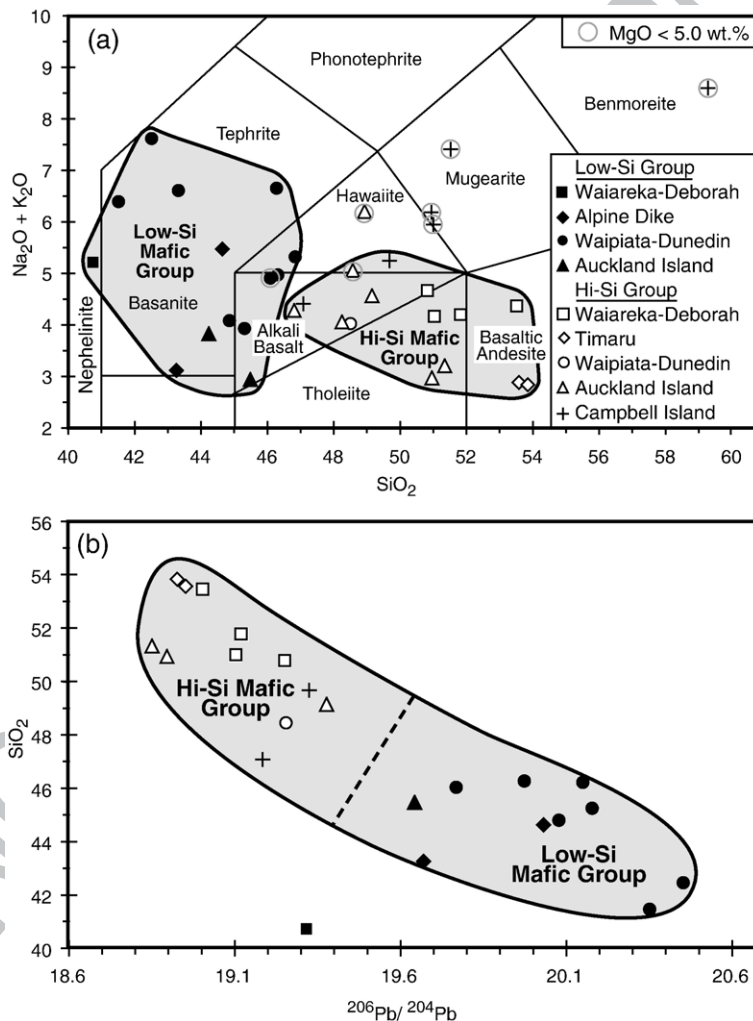 (a)
MgO < 5.0 wt.%
Phonotephrite
Benmoreite
Tephrite
Mugearite
Hawaiite
Low-Si
Mafic
Group
Basanite
Nephelinite
Alkali
Basalt
Hi-Si Mafic
Group
Basaltic
Andesite
Tholeiite
Low-Si Group
Waiareka-Deborah
Alpine Dike
Waipiata-Dunedin
Auckland Island
Hi-Si Group
Waiareka-Deborah
Timaru
Waipiata-Dunedin
Auckland Island
Campbell Island
Na₂O + K₂O
10
9
8
7
6
5
4
3
2
40 42 44 46 48 50 52 54 56 58 60
SiO₂
(b)
Hi-Si Mafic
Group
Low-Si
Mafic Group
SiO₂
56
54
52
50
48
46
44
42
40
18.6 19.1 19.6 20.1 20.6
²⁰⁶Pb/ ²⁰⁴Pb